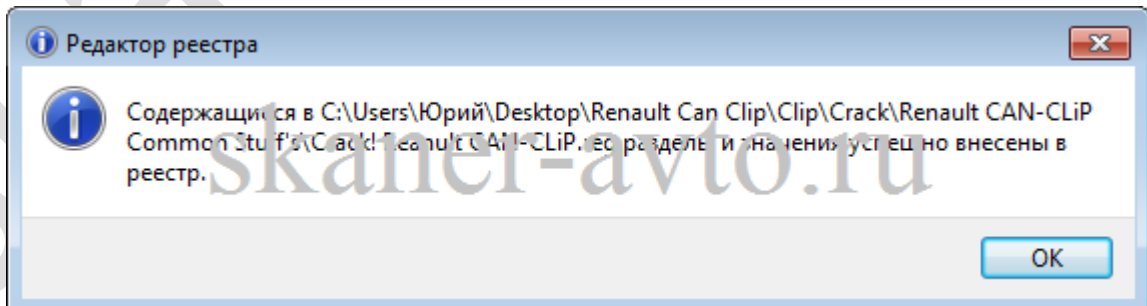 Редактор реестра
Содержащиеся в C:\Users\Юрий\Desktop\Renault Can Clip\Clip\Crack\Renault CAN-CLiP
Common Stuff's\Crack! Reanult CAN-CLiP.reg разделы и значения успешно внесены в
реестр.
skaner-avto.ru
OK